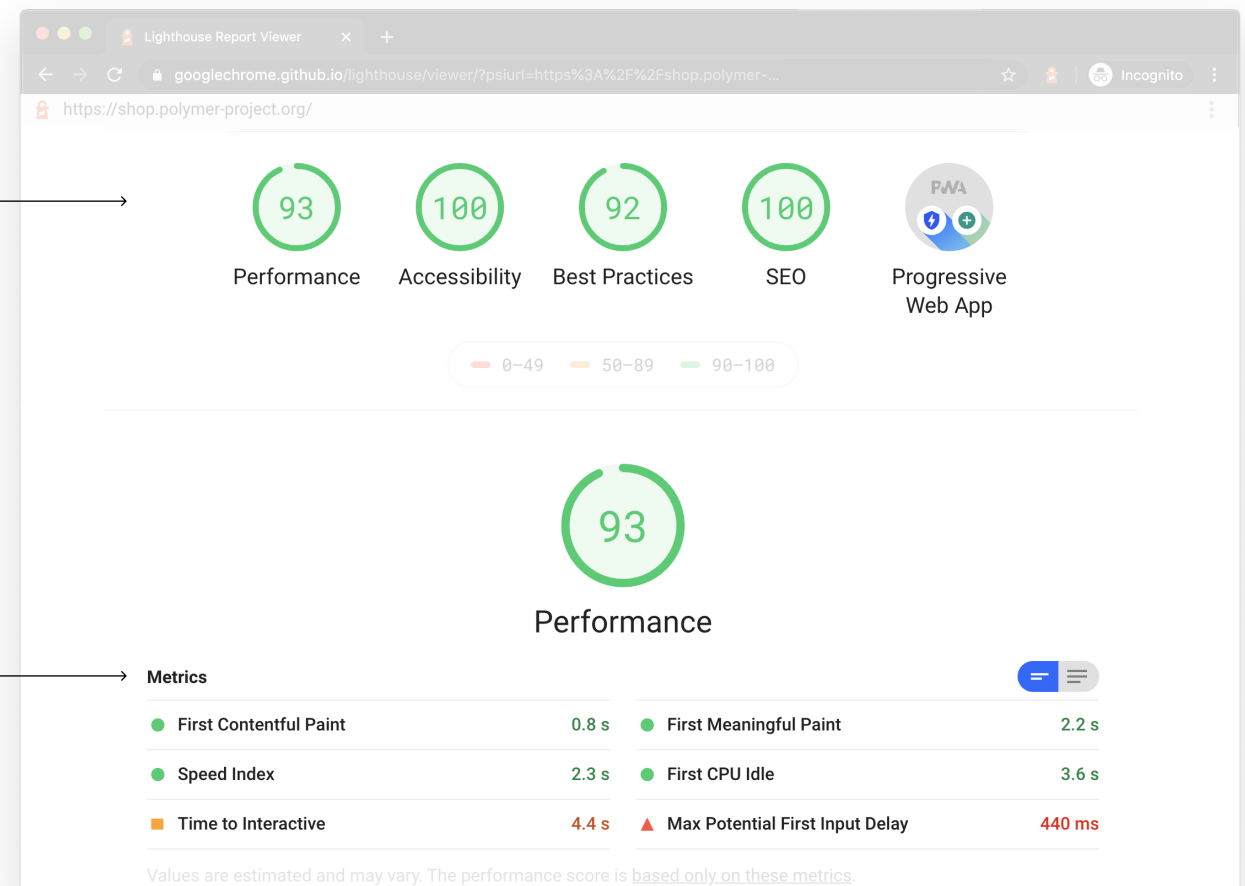 Lighthouse Report Viewer
googlechrome.github.io/lighthouse/viewer/?psiurl=https%3A%2F%2Fshop.polymer-...
Incognito
https://shop.polymer-project.org/
93 100 92 100 PWA
Performance Accessibility Best Practices SEO Progressive
Web App
0–49 50–89 90–100
93
Performance
Metrics
First Contentful Paint 0.8 s First Meaningful Paint 2.2 s
Speed Index 2.3 s First CPU Idle 3.6 s
Time to Interactive 4.4 s Max Potential First Input Delay 440 ms
Values are estimated and may vary. The performance score is based only on these metrics.